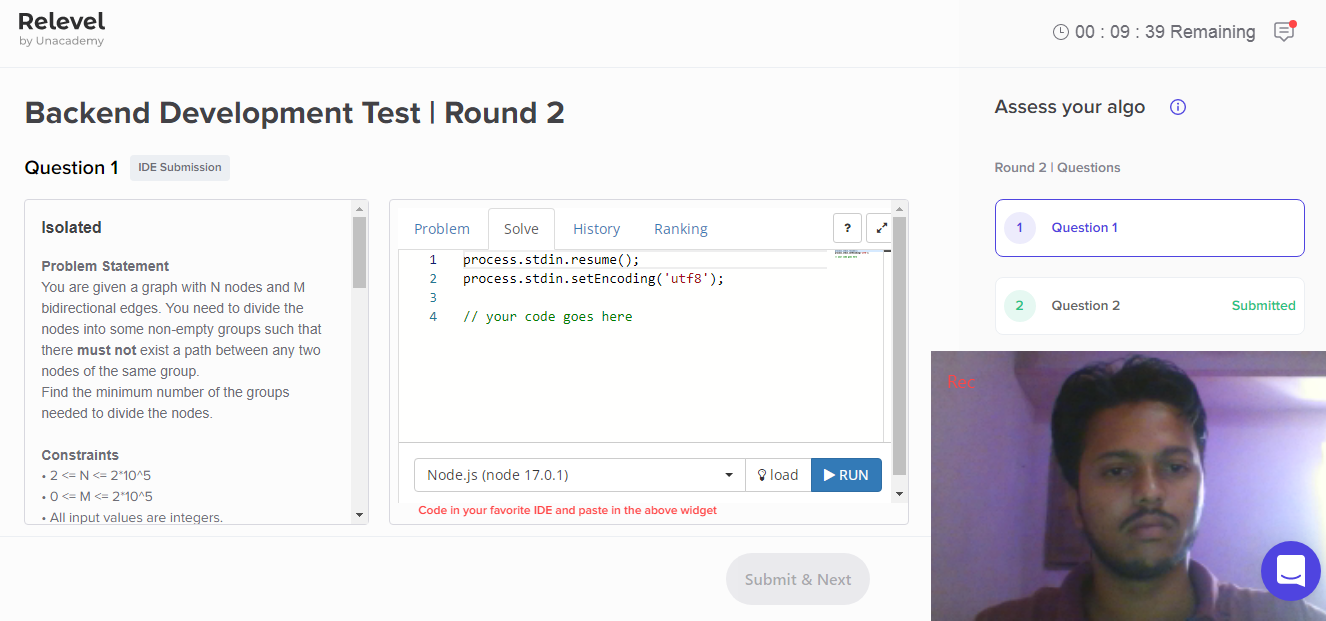 Relevel
by Unacademy
00 : 09 : 39 Remaining
Backend Development Test | Round 2
Question 1 IDE Submission
Isolated
Problem Statement
You are given a graph with N nodes and M
bidirectional edges. You need to divide the
nodes into some non-empty groups such that
there must not exist a path between any two
nodes of the same group.
Find the minimum number of the groups
needed to divide the nodes.
Constraints
• 2 <= N <= 2*10^5
• 0 <= M <= 2*10^5
• All input values are integers.
Problem Solve History Ranking ?
1 process.stdin.resume();
2 process.stdin.setEncoding('utf8');
3
4 // your code goes here
Node.js (node 17.0.1) load RUN
Code in your favorite IDE and paste in the above widget
Submit & Next
Assess your algo
Round 2 | Questions
1 Question 1
2 Question 2 Submitted
Rec